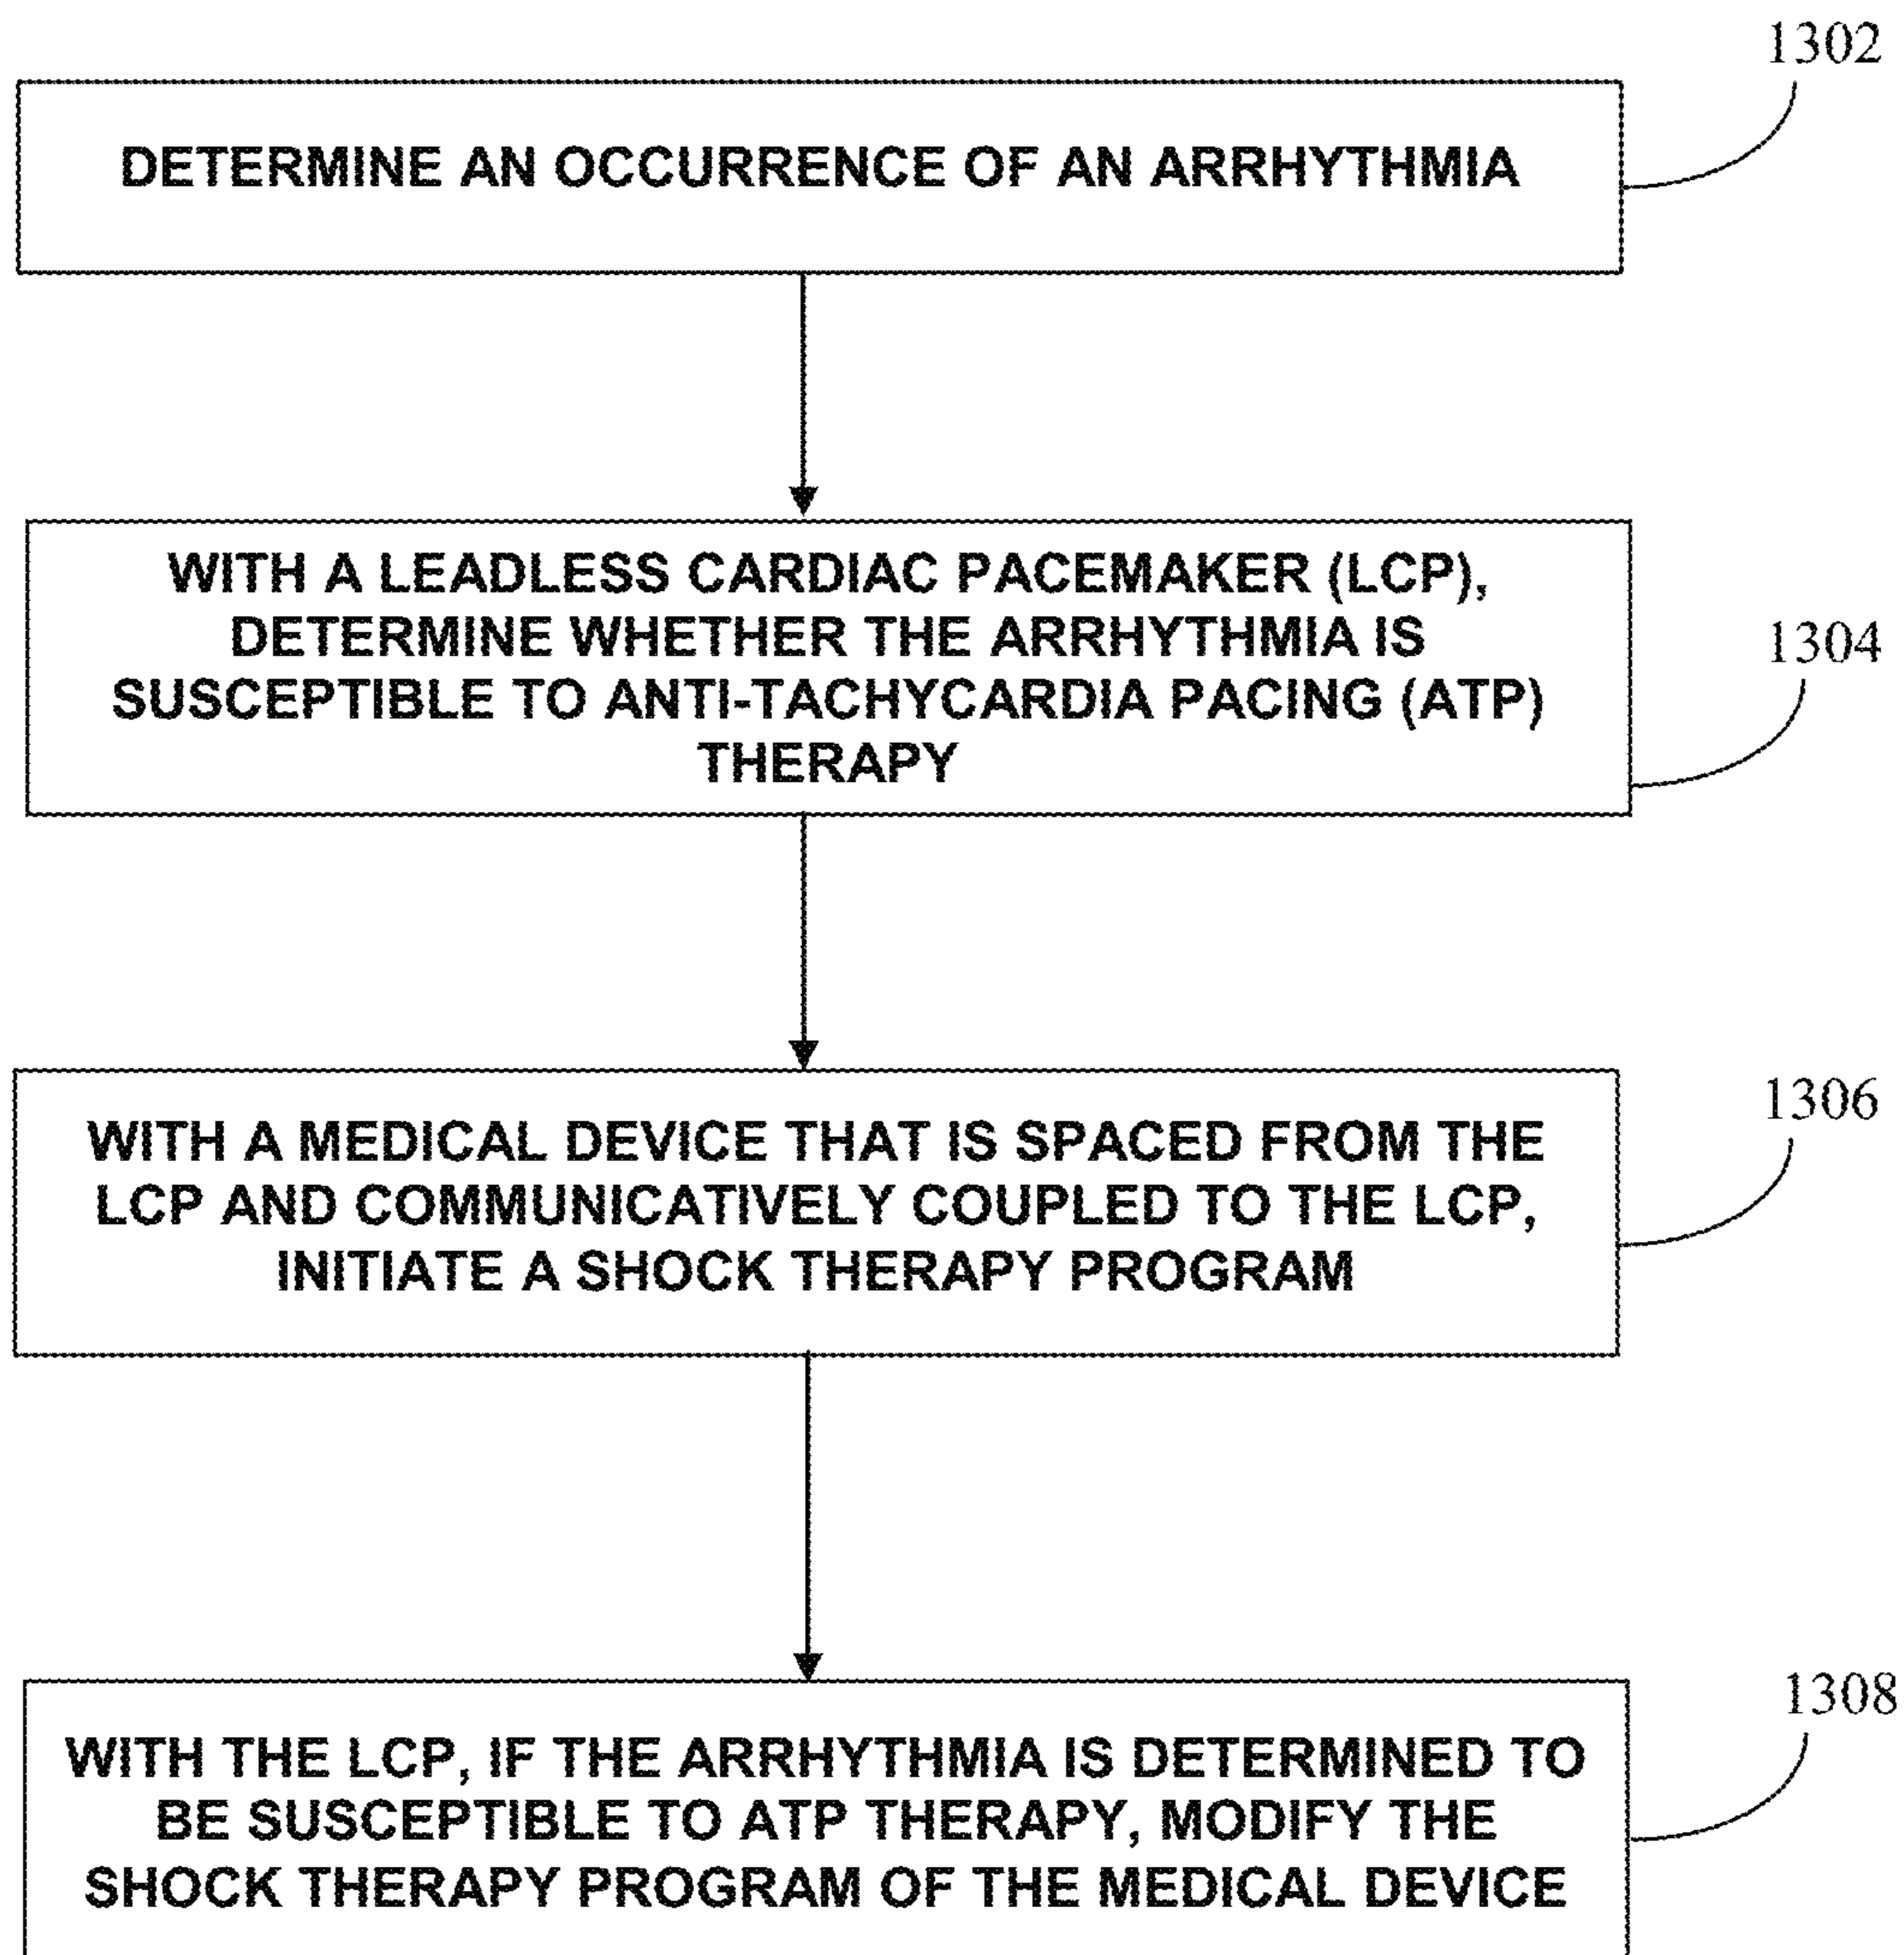 1302
DETERMINE AN OCCURRENCE OF AN ARRHYTHMIA
WITH A LEADLESS CARDIAC PACEMAKER (LCP),
DETERMINE WHETHER THE ARRHYTHMIA IS
SUSCEPTIBLE TO ANTI-TACHYCARDIA PACING (ATP)
THERAPY
1304
WITH A MEDICAL DEVICE THAT IS SPACED FROM THE
LCP AND COMMUNICATIVELY COUPLED TO THE LCP,
INITIATE A SHOCK THERAPY PROGRAM
1306
WITH THE LCP, IF THE ARRHYTHMIA IS DETERMINED TO
BE SUSCEPTIBLE TO ATP THERAPY, MODIFY THE
SHOCK THERAPY PROGRAM OF THE MEDICAL DEVICE
1308